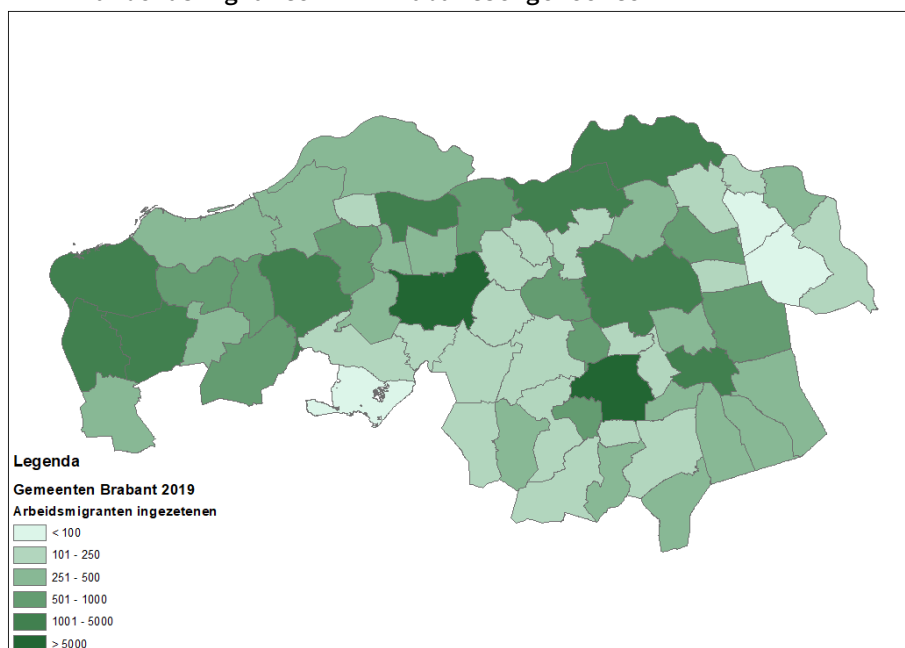 Legenda
Gemeenten Brabant 2019
Arbeidsmigranten ingezetenen
< 100
101 - 250
251 - 500
501 - 1000
1001 - 5000
> 5000